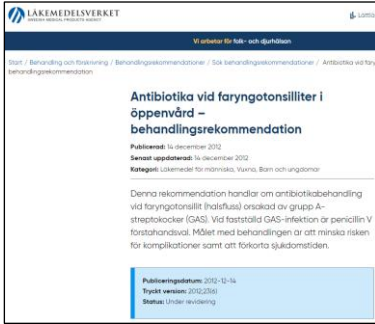 LÄKEMEDELSVERKET
SWEDISH MEDICAL PRODUCTS AGENCY
Vi arbetar för folk- och djurhälsan
Start / Behandling och förskrivning / Behandlingsrekommendationer / Sök behandlingsrekommendationer / Antibiotika vid fary
behandlingsrekommendation
Antibiotika vid faryngotonsilliter i
öppenvård –
behandlingsrekommendation
Publicerad: 14 december 2012
Senast uppdaterad: 14 december 2012
Kategori: Läkemedel för människa, Vuxna, Barn och ungdomar
Denna rekommendation handlar om antibiotikabehandling
vid faryngotonsillit (halsfluss) orsakad av grupp A-
streptokocker (GAS). Vid fastställd GAS-infektion är penicillin V
förstahandsval. Målet med behandlingen är att minska risken
för komplikationer samt att förkorta sjukdomstiden.
Publiceringsdatum: 2012-12-14
Tryckt version: 2012;23(6)
Status: Under revidering